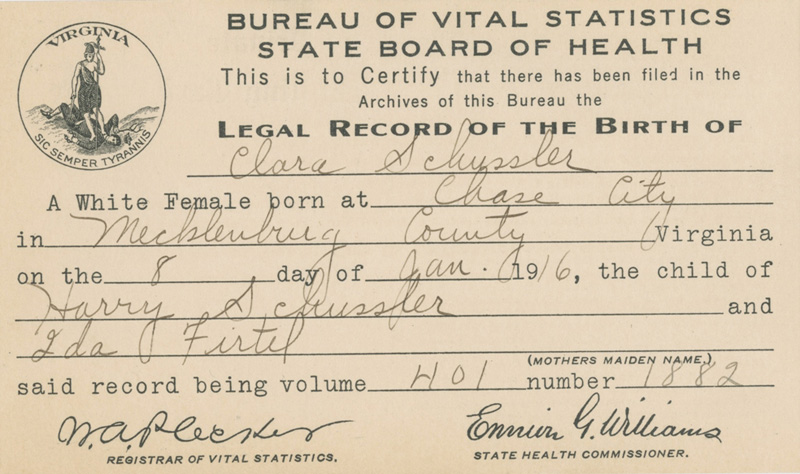 BUREAU OF VITAL STATISTICS
STATE BOARD OF HEALTH
This is to Certify that there has been filed in the
Archives of this Bureau the
LEGAL RECORD OF THE BIRTH OF
VIRGINIA
SIC SEMPER TYRANNIS
Clara Schussler
A White Female born at Chase City
in Mecklenburg County Virginia
on the 8 day of Jan. 1916, the child of
Harry Schussler and
Ida Firtel
(MOTHERS MAIDEN NAME.)
said record being volume 401 number 1882
W.A. Plecker
Ennion G. Williams
REGISTRAR OF VITAL STATISTICS.
STATE HEALTH COMMISSIONER.